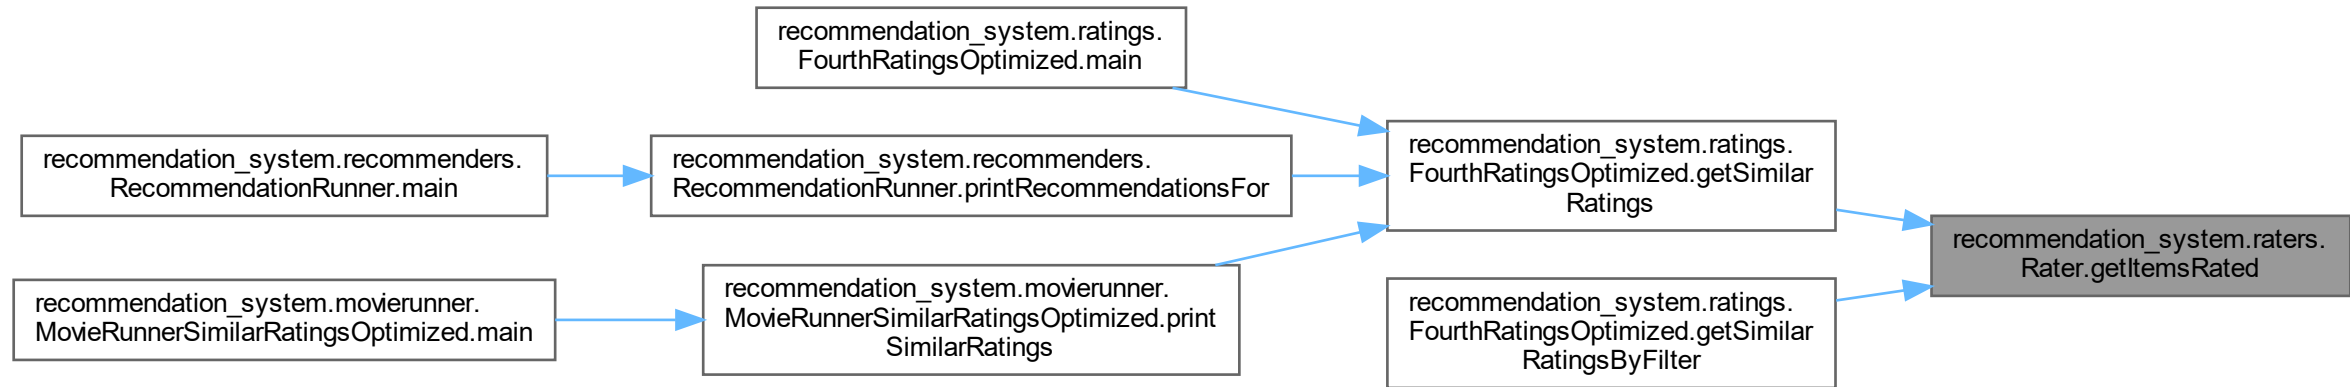 recommendation_system.ratings.
FourthRatingsOptimized.main
recommendation_system.recommenders.
RecommendationRunner.main
recommendation_system.recommenders.
RecommendationRunner.printRecommendationsFor
recommendation_system.ratings.
FourthRatingsOptimized.getSimilar
Ratings
recommendation_system.raters.
Rater.getItemsRated
recommendation_system.movierunner.
MovieRunnerSimilarRatingsOptimized.main
recommendation_system.movierunner.
MovieRunnerSimilarRatingsOptimized.print
SimilarRatings
recommendation_system.ratings.
FourthRatingsOptimized.getSimilar
RatingsByFilter